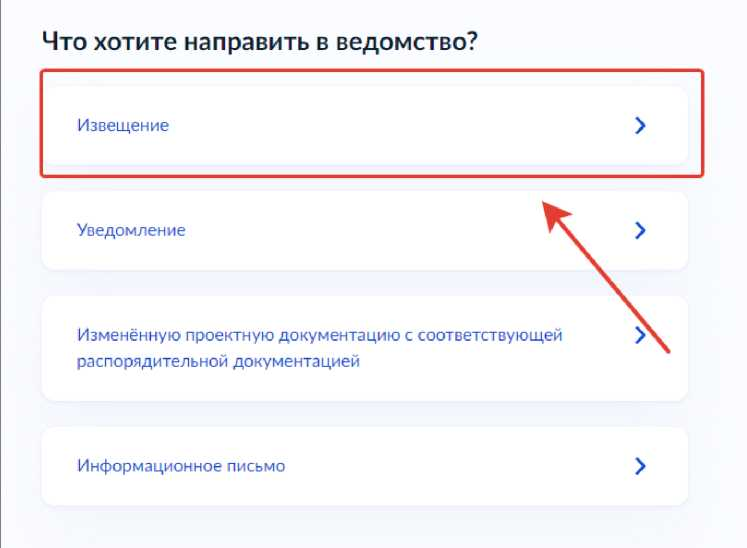 Что хотите направить в ведомство?
Извещение
Уведомление
Изменённую проектную документацию с соответствующей
распорядительной документацией
Информационное письмо